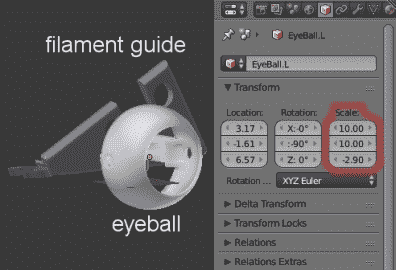 filament guide
eyeball
EyeBall.L
EyeBall.L
Transform
Location: Rotation: Scale:
3.17 X:-0° 10.00
-1.61 :-90° 10.00
6.57 Z: 0° -2.90
Rotation ... XYZ Euler
Delta Transform
Transform Locks
Relations
Relations Extras